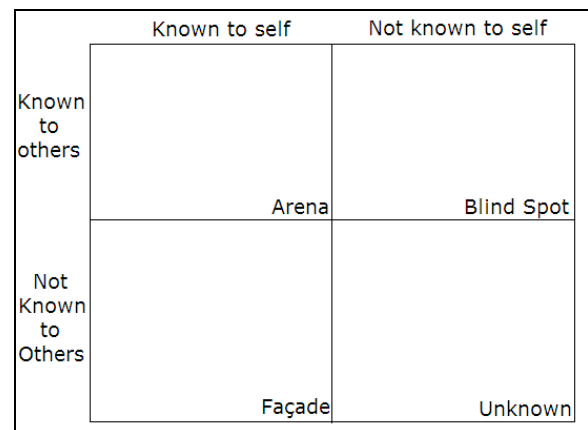 Known to self
Not known to self
Known
to
others
Arena
Blind Spot
Not
Known
to
Others
Façade
Unknown